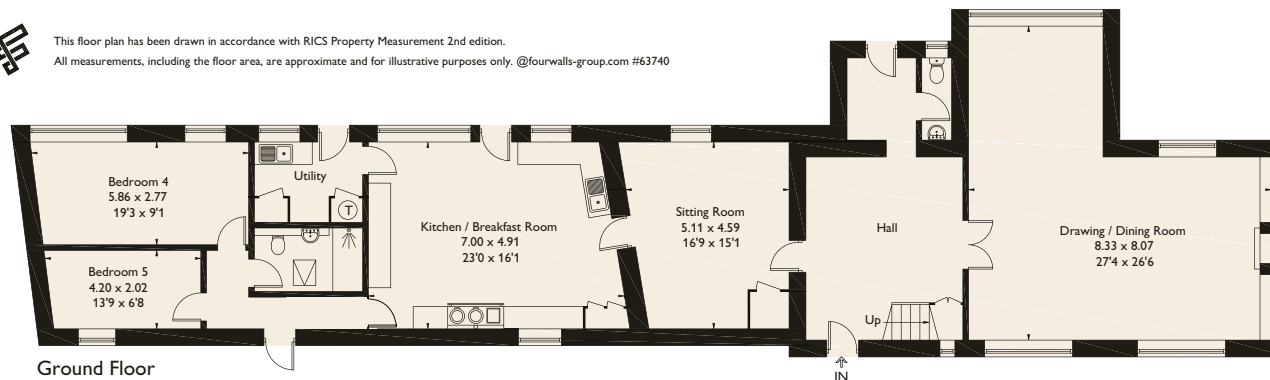 This floor plan has been drawn in accordance with RICS Property Measurement 2nd edition.
All measurements, including the floor area, are approximate and for illustrative purposes only. @fourwalls-group.com #63740
Bedroom 4
5.86 x 2.77
19'3 x 9'1
Utility
T
Bedroom 5
4.20 x 2.02
13'9 x 6'8
Kitchen / Breakfast Room
7.00 x 4.91
23'0 x 16'1
Sitting Room
5.11 x 4.59
16'9 x 15'1
Hall
Up
IN
Drawing / Dining Room
8.33 x 8.07
27'4 x 26'6
Ground Floor